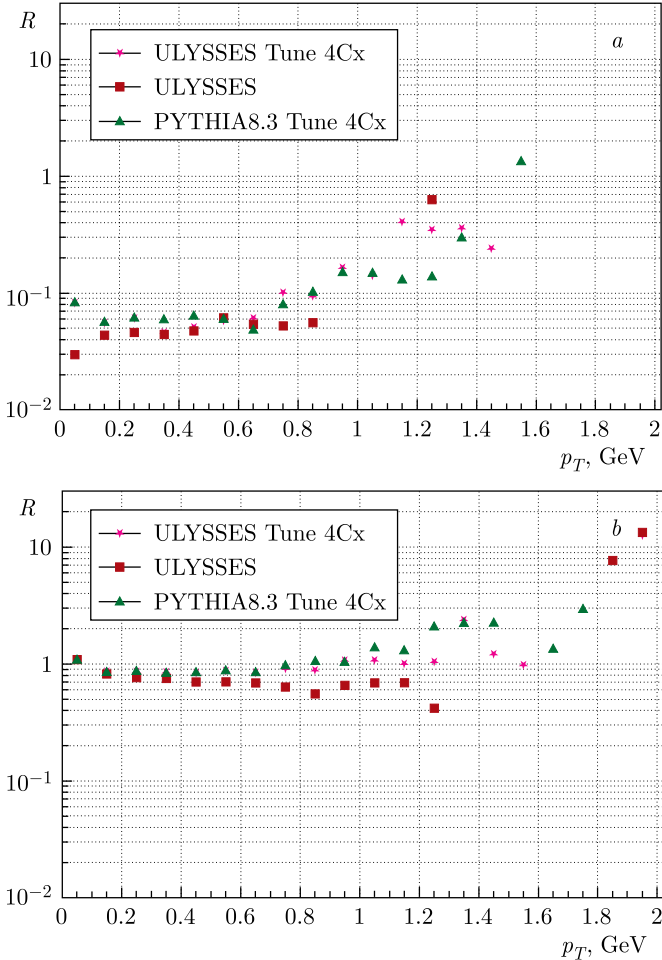 R
a
ULYSSES Tune 4Cx
ULYSSES
PYTHIA8.3 Tune 4Cx
10
1
10⁻¹
10⁻²
0 0.2 0.4 0.6 0.8 1 1.2 1.4 1.6 1.8 2
p_T, GeV
R
b
ULYSSES Tune 4Cx
ULYSSES
PYTHIA8.3 Tune 4Cx
10
1
10⁻¹
10⁻²
0 0.2 0.4 0.6 0.8 1 1.2 1.4 1.6 1.8 2
p_T, GeV